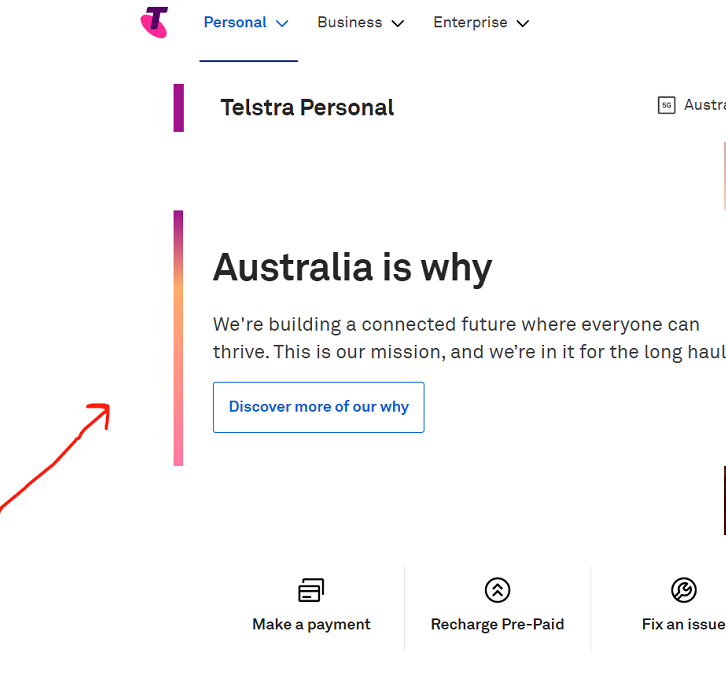 T
Personal Business Enterprise
Telstra Personal
5G
Australia is why
We're building a connected future where everyone can
thrive. This is our mission, and we’re in it for the long
Discover more of our why
Make a payment Recharge Pre-Paid Fix an issue